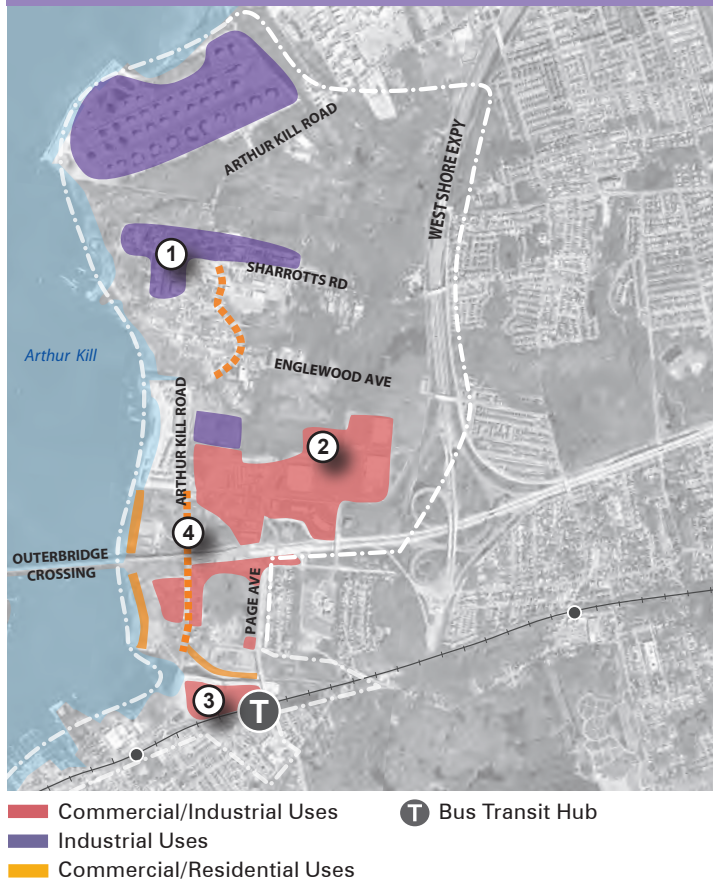 ARTHUR KILL ROAD
WEST SHORE EXPY
1
SHARROTTS RD
Arthur Kill
ENGLEWOOD AVE
ARTHUR KILL ROAD
2
4
OUTERBRIDGE
CROSSING
PAGE AVE
3
T
Commercial/Industrial Uses
T Bus Transit Hub
Industrial Uses
Commercial/Residential Uses